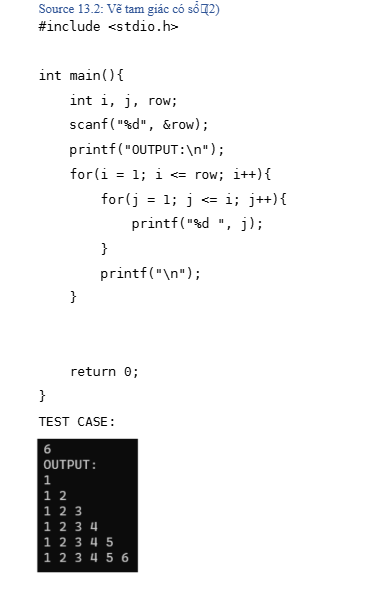 Source 13.2: Vẽ tam giác có số (2)
#include <stdio.h>
int main(){
int i, j, row;
scanf("%d", &row);
printf("OUTPUT:\n");
for(i = 1; i <= row; i++){
for(j = 1; j <= i; j++){
printf("%d ", j);
}
printf("\n");
}
return 0;
}
TEST CASE:
6
OUTPUT:
1
1 2
1 2 3
1 2 3 4
1 2 3 4 5
1 2 3 4 5 6